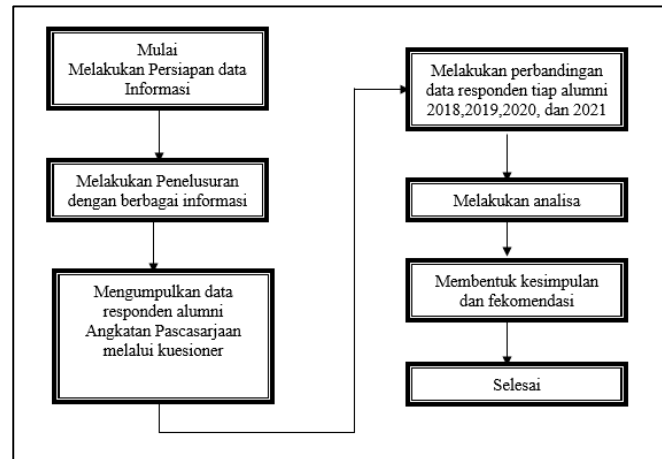 Mulai
Melakukan Persiapan data
Informasi
Melakukan Penelusuran
dengan berbagai informasi
Mengumpulkan data
responden alumni
Angkatan Pascasarjaan
melalui kuesioner
Melakukan perbandingan
data responden tiap alumni
2018,2019,2020, dan 2021
Melakukan analisa
Membentuk kesimpulan
dan fekomendasi
Selesai